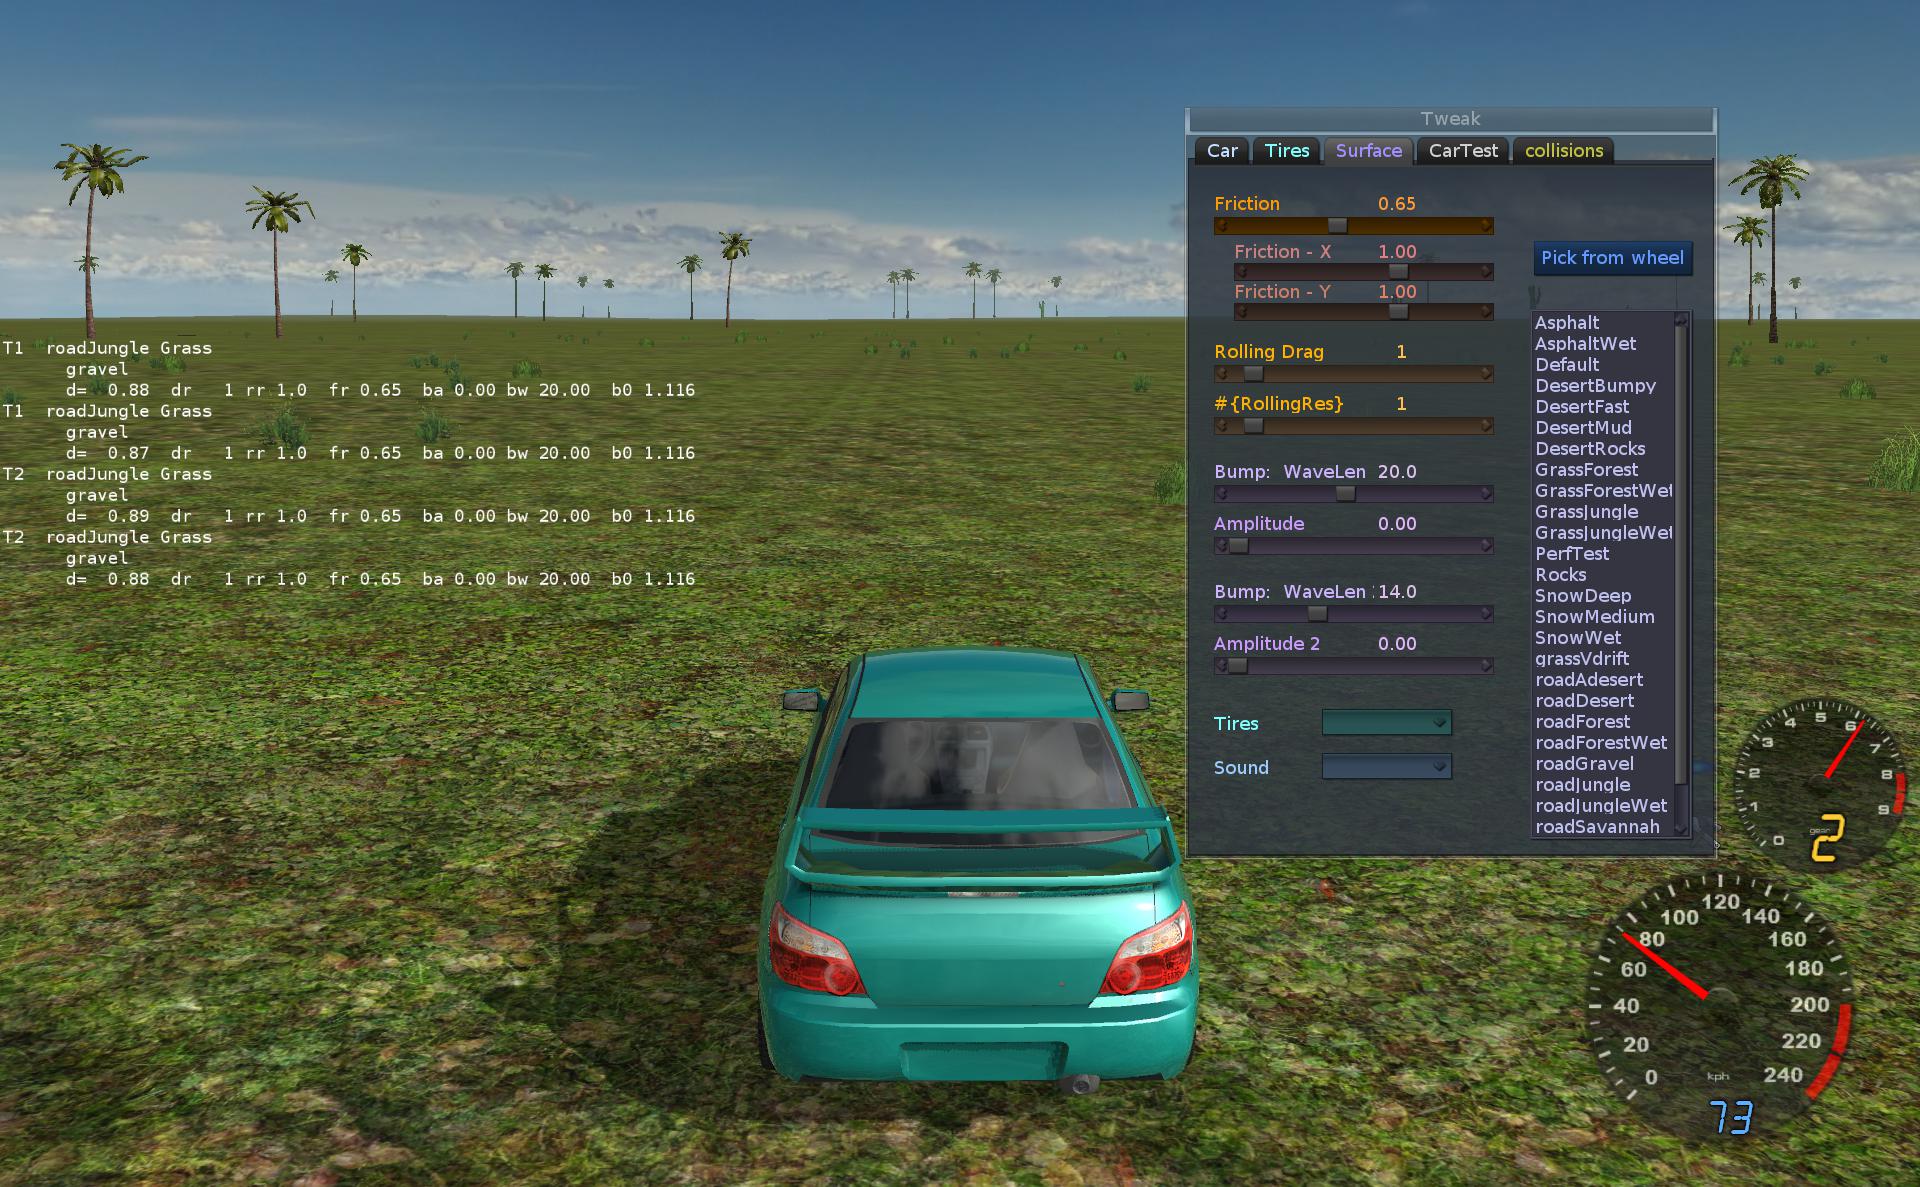 Tweak
Car Tires Surface CarTest collisions
Friction 0.65
Friction - X 1.00
Friction - Y 1.00
Rolling Drag 1
#{RollingRes} 1
Bump: WaveLen 20.0
Amplitude 0.00
Bump: WaveLen : 14.0
Amplitude 2 0.00
Tires
Sound
Pick from wheel
Asphalt
AsphaltWet
Default
DesertBumpy
DesertFast
DesertMud
DesertRocks
GrassForest
GrassForestWet
GrassJungle
GrassJungleWet
PerfTest
Rocks
SnowDeep
SnowMedium
SnowWet
grassVdrift
roadAdesert
roadDesert
roadForest
roadForestWet
roadGravel
roadJungle
roadJungleWet
roadSavannah
T1 roadJungle Grass
gravel
d= 0.88 dr 1 rr 1.0 fr 0.65 ba 0.00 bw 20.00 b0 1.116
T1 roadJungle Grass
gravel
d= 0.87 dr 1 rr 1.0 fr 0.65 ba 0.00 bw 20.00 b0 1.116
T2 roadJungle Grass
gravel
d= 0.89 dr 1 rr 1.0 fr 0.65 ba 0.00 bw 20.00 b0 1.116
T2 roadJungle Grass
gravel
d= 0.88 dr 1 rr 1.0 fr 0.65 ba 0.00 bw 20.00 b0 1.116
0 1 2 3 4 5 6 7 8 9
gear
2
0 20 40 60 80 100 120 140 160 180 200 220 240
kph
73